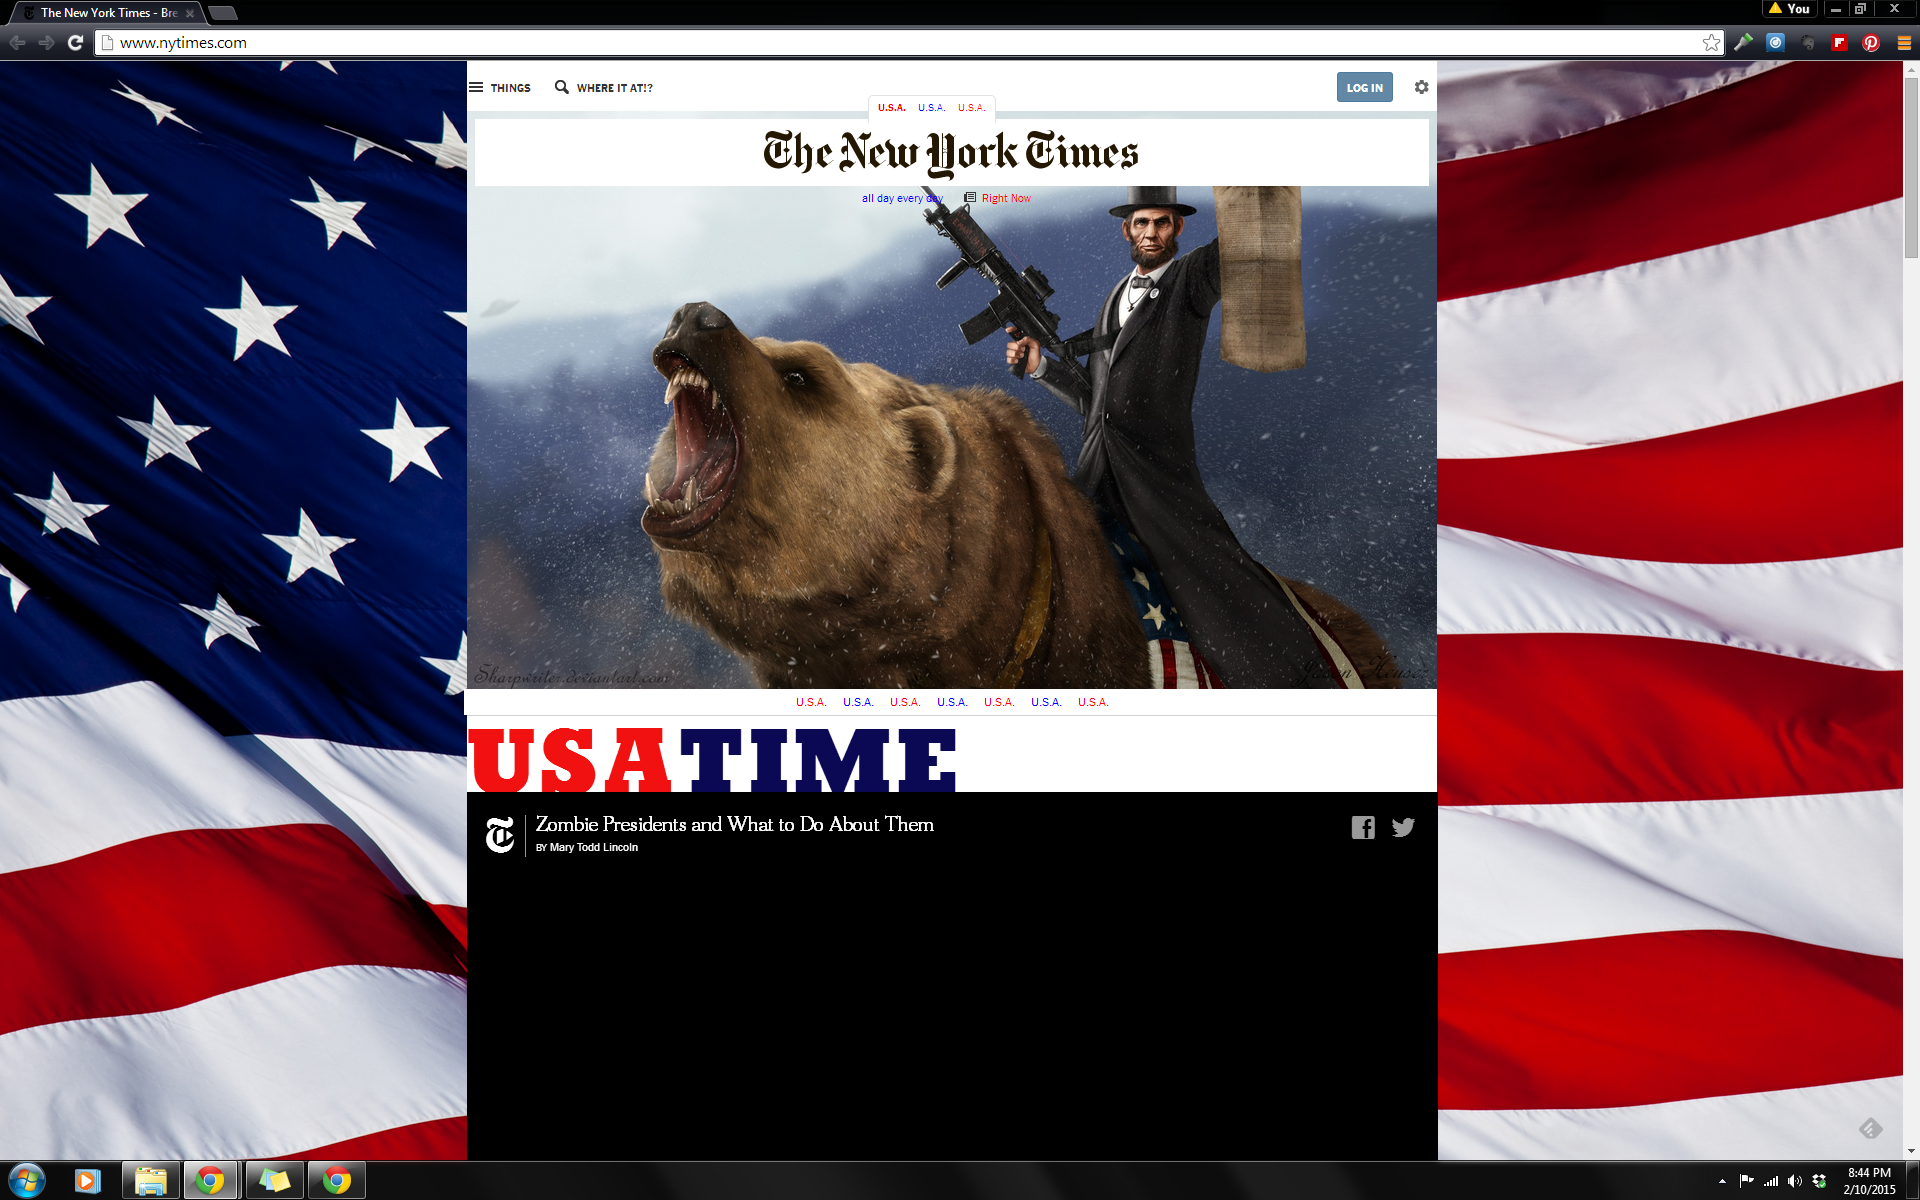 The New York Times - Bre
You
www.nytimes.com
THINGS
WHERE IT AT!?
LOG IN
U.S.A. U.S.A. U.S.A.
The New York Times
all day every day
Right Now
Sharpwriter.deviantart.com
U.S.A. U.S.A. U.S.A. U.S.A. U.S.A. U.S.A. U.S.A.
USATIME
T
Zombie Presidents and What to Do About Them
BY Mary Todd Lincoln
8:44 PM
2/10/2015